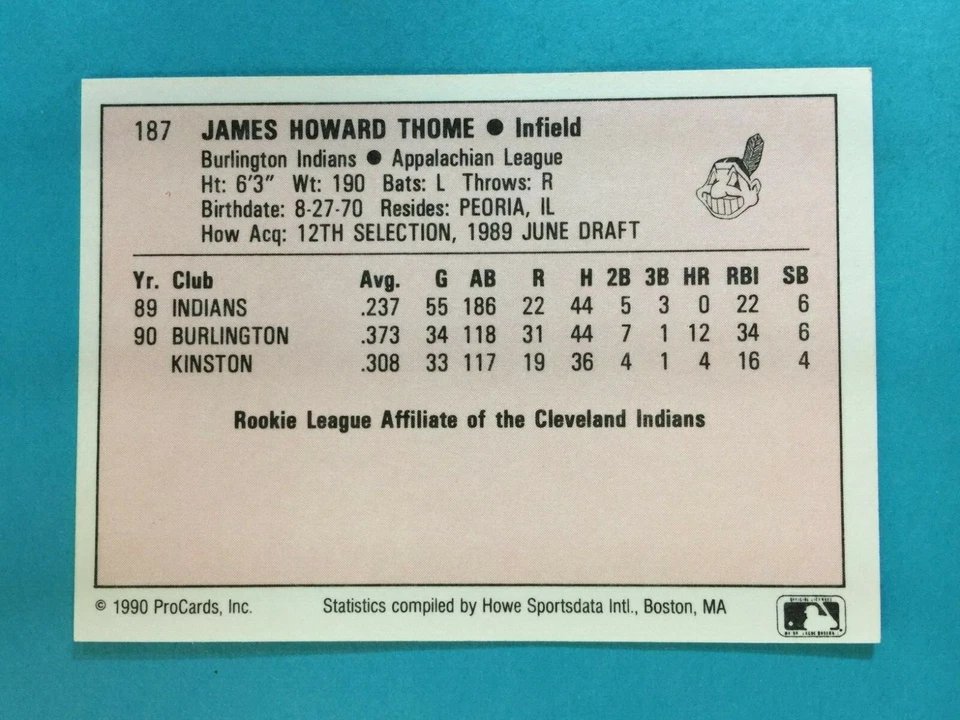 187 JAMES HOWARD THOME ● Infield
Burlington Indians ● Appalachian League
Ht: 6'3" Wt: 190 Bats: L Throws: R
Birthdate: 8-27-70 Resides: PEORIA, IL
How Acq: 12TH SELECTION, 1989 JUNE DRAFT
Yr. Club Avg. G AB R H 2B 3B HR RBI SB
89 INDIANS .237 55 186 22 44 5 3 0 22 6
90 BURLINGTON .373 34 118 31 44 7 1 12 34 6
KINSTON .308 33 117 19 36 4 1 4 16 4
Rookie League Affiliate of the Cleveland Indians
© 1990 ProCards, Inc. Statistics compiled by Howe Sportsdata Intl., Boston, MA